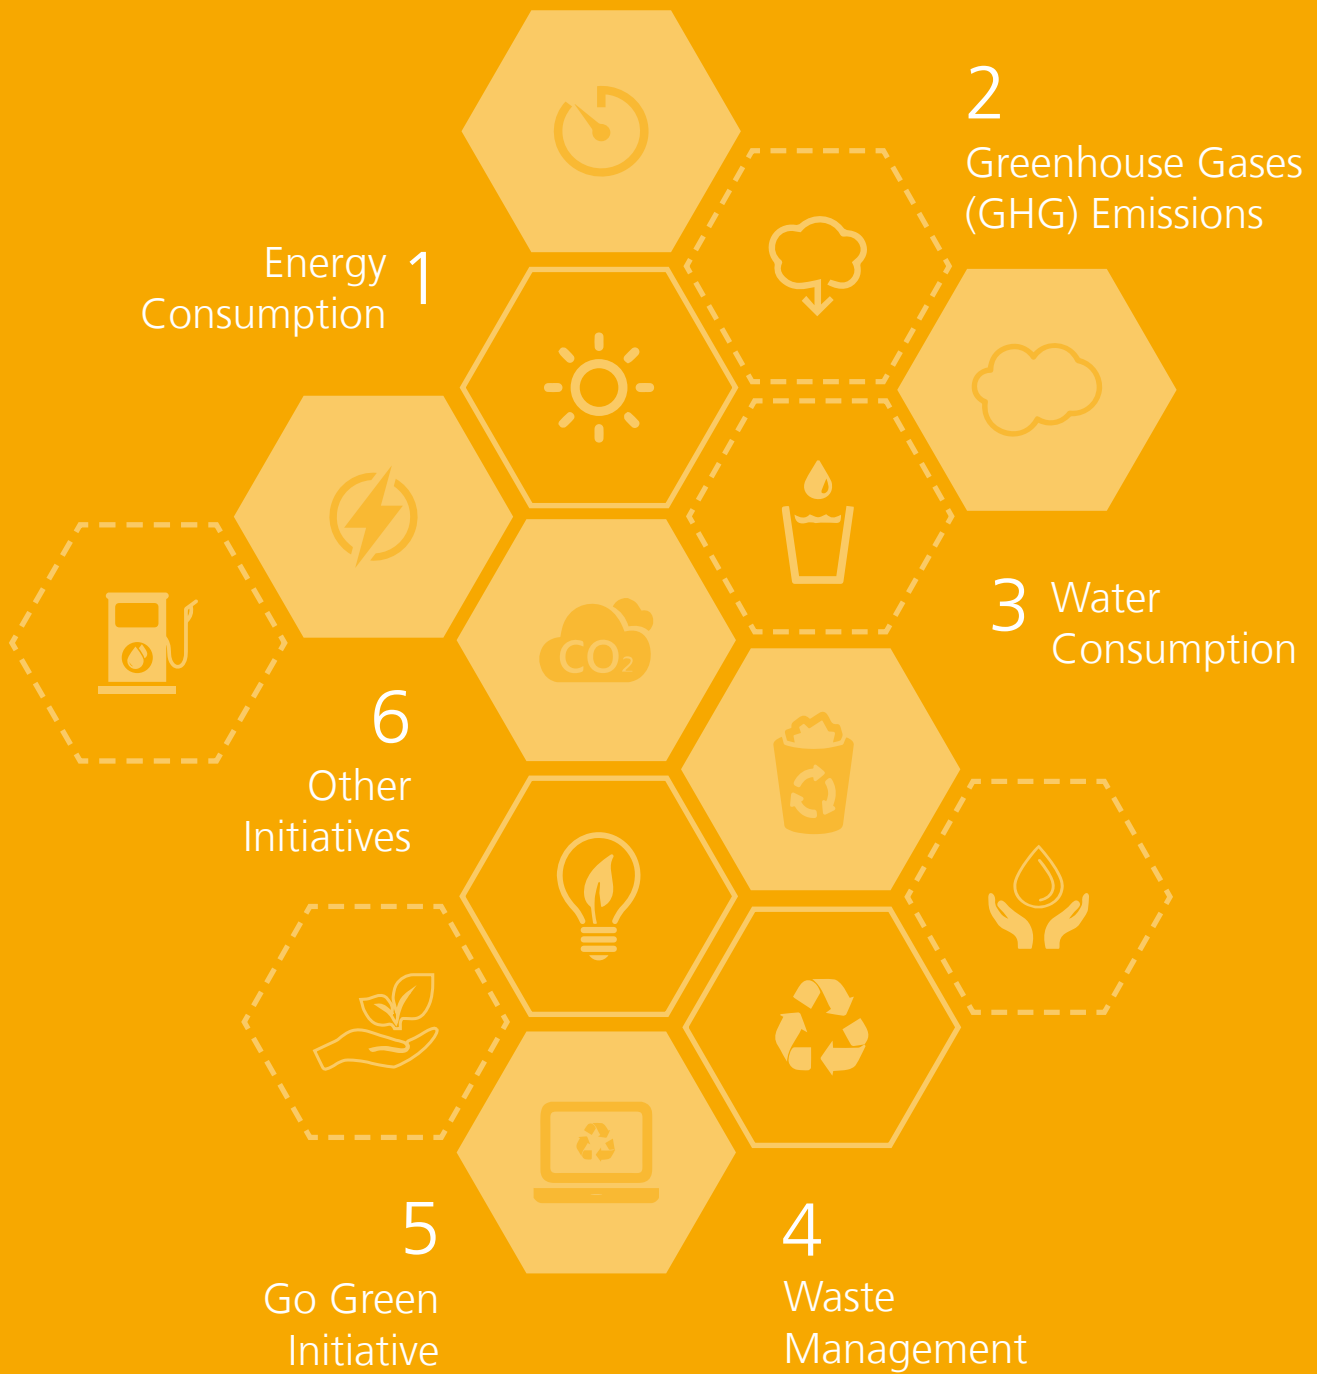 1
Energy
Consumption
2
Greenhouse Gases
(GHG) Emissions
3
Water
Consumption
CO₂
6
Other
Initiatives
5
Go Green
Initiative
4
Waste
Management